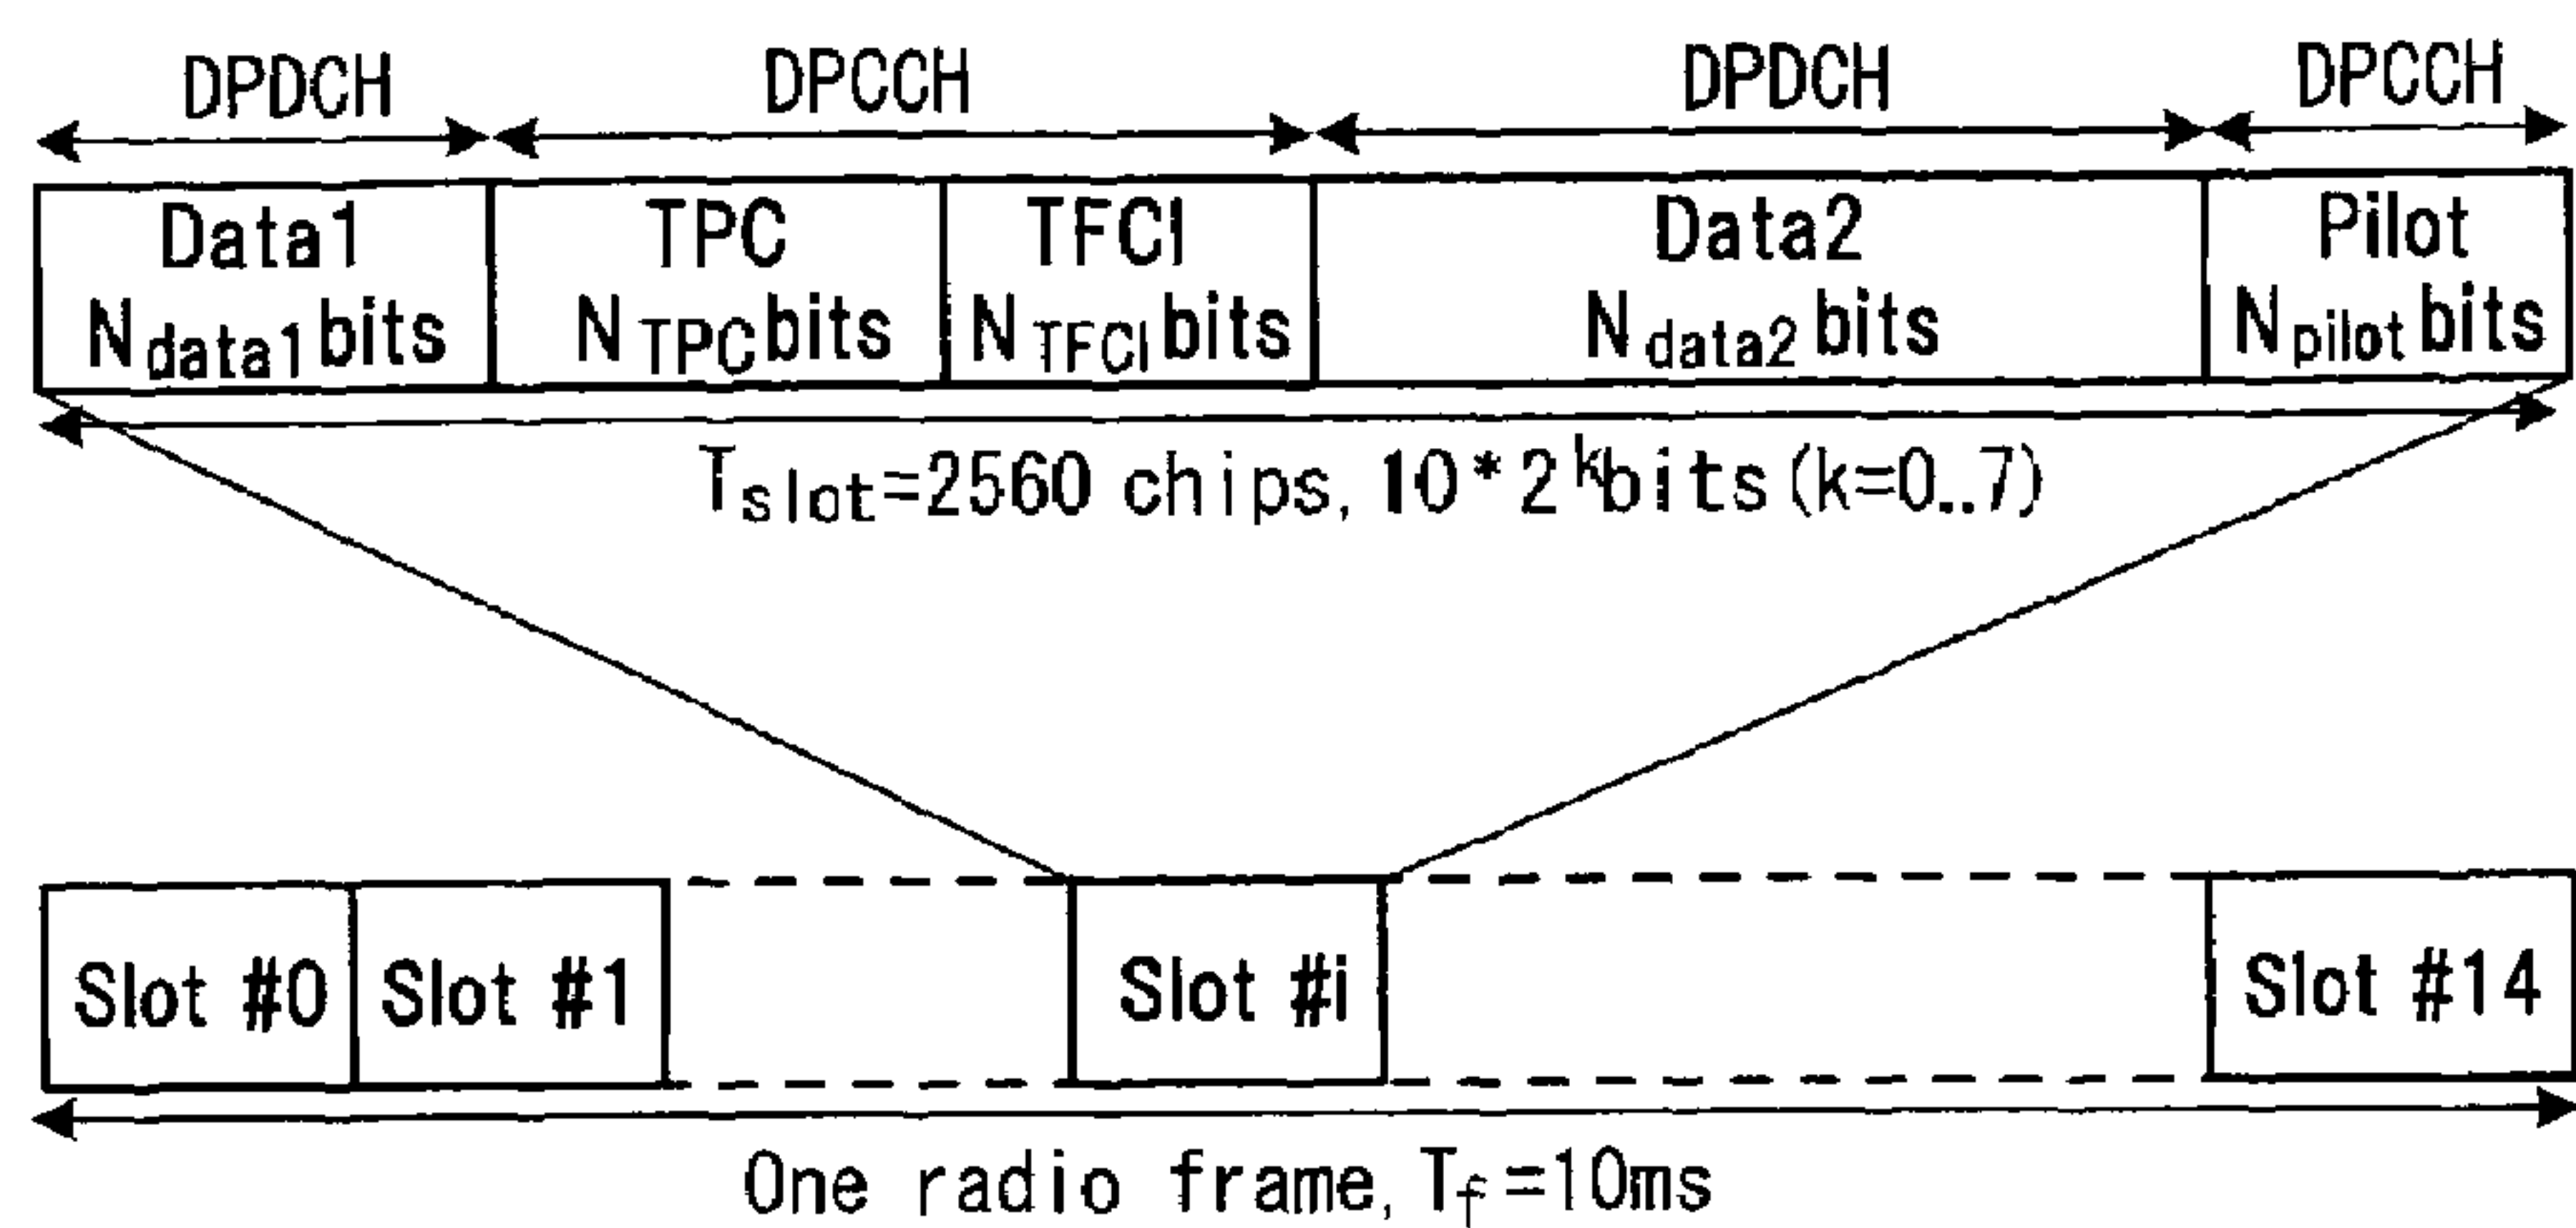 DPDCH DPCCH DPDCH DPCCH
Data1 TPC TFCI Data2 Pilot
Ndata1 bits NTPC bits NTFCI bits Ndata2 bits Npilot bits
Tslot=2560 chips, 10*2^k bits (k=0..7)
Slot #0 Slot #1 Slot #i Slot #14
One radio frame, Tf=10ms